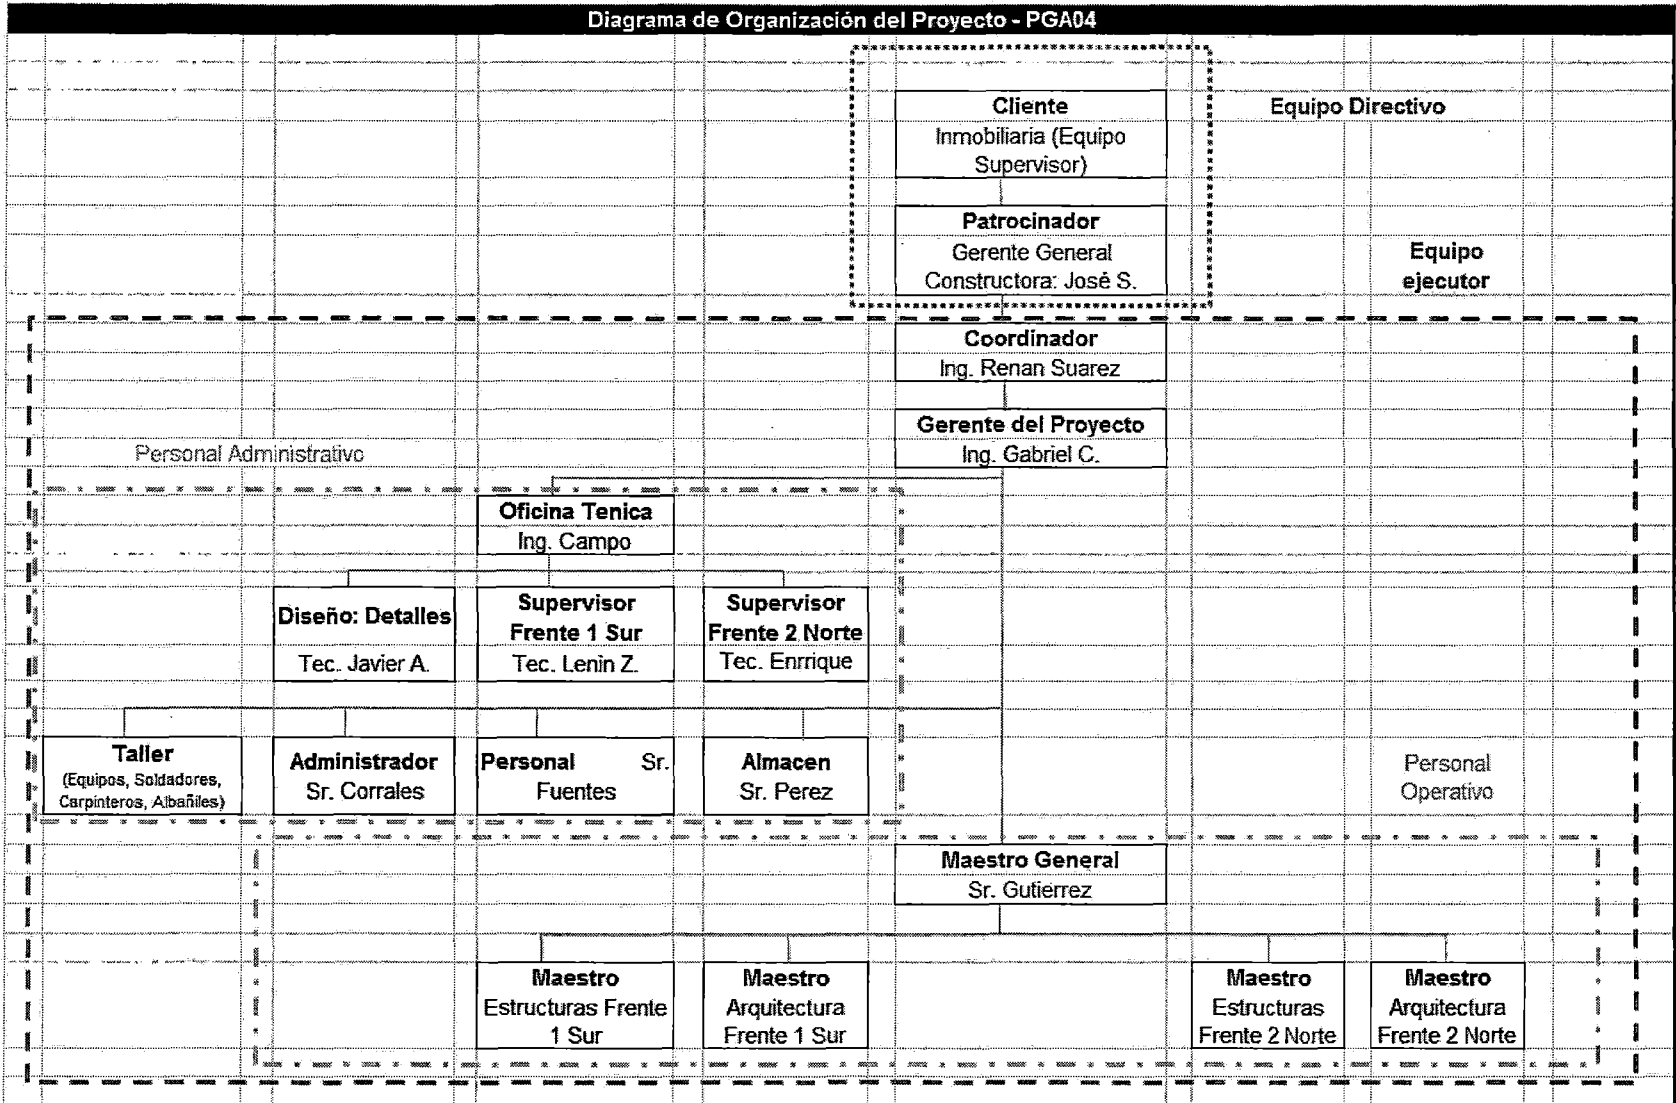 Diagrama de Organización del Proyecto - PGA04
Cliente
Inmobiliaria (Equipo
Supervisor)
Equipo Directivo
Patrocinador
Gerente General
Constructora: José S.
Equipo
ejecutor
Coordinador
Ing. Renan Suarez
Gerente del Proyecto
Ing. Gabriel C.
Personal Administrativo
Oficina Tenica
Ing. Campo
Diseño: Detalles
Tec. Javier A.
Supervisor
Frente 1 Sur
Tec. Lenin Z.
Supervisor
Frente 2 Norte
Tec. Enrrique
Taller
(Equipos, Soldadores,
Carpinteros, Albañiles)
Administrador
Sr. Corrales
Personal Sr.
Fuentes
Almacen
Sr. Perez
Personal
Operativo
Maestro General
Sr. Gutierrez
Maestro
Estructuras Frente
1 Sur
Maestro
Arquitectura
Frente 1 Sur
Maestro
Estructuras
Frente 2 Norte
Maestro
Arquitectura
Frente 2 Norte